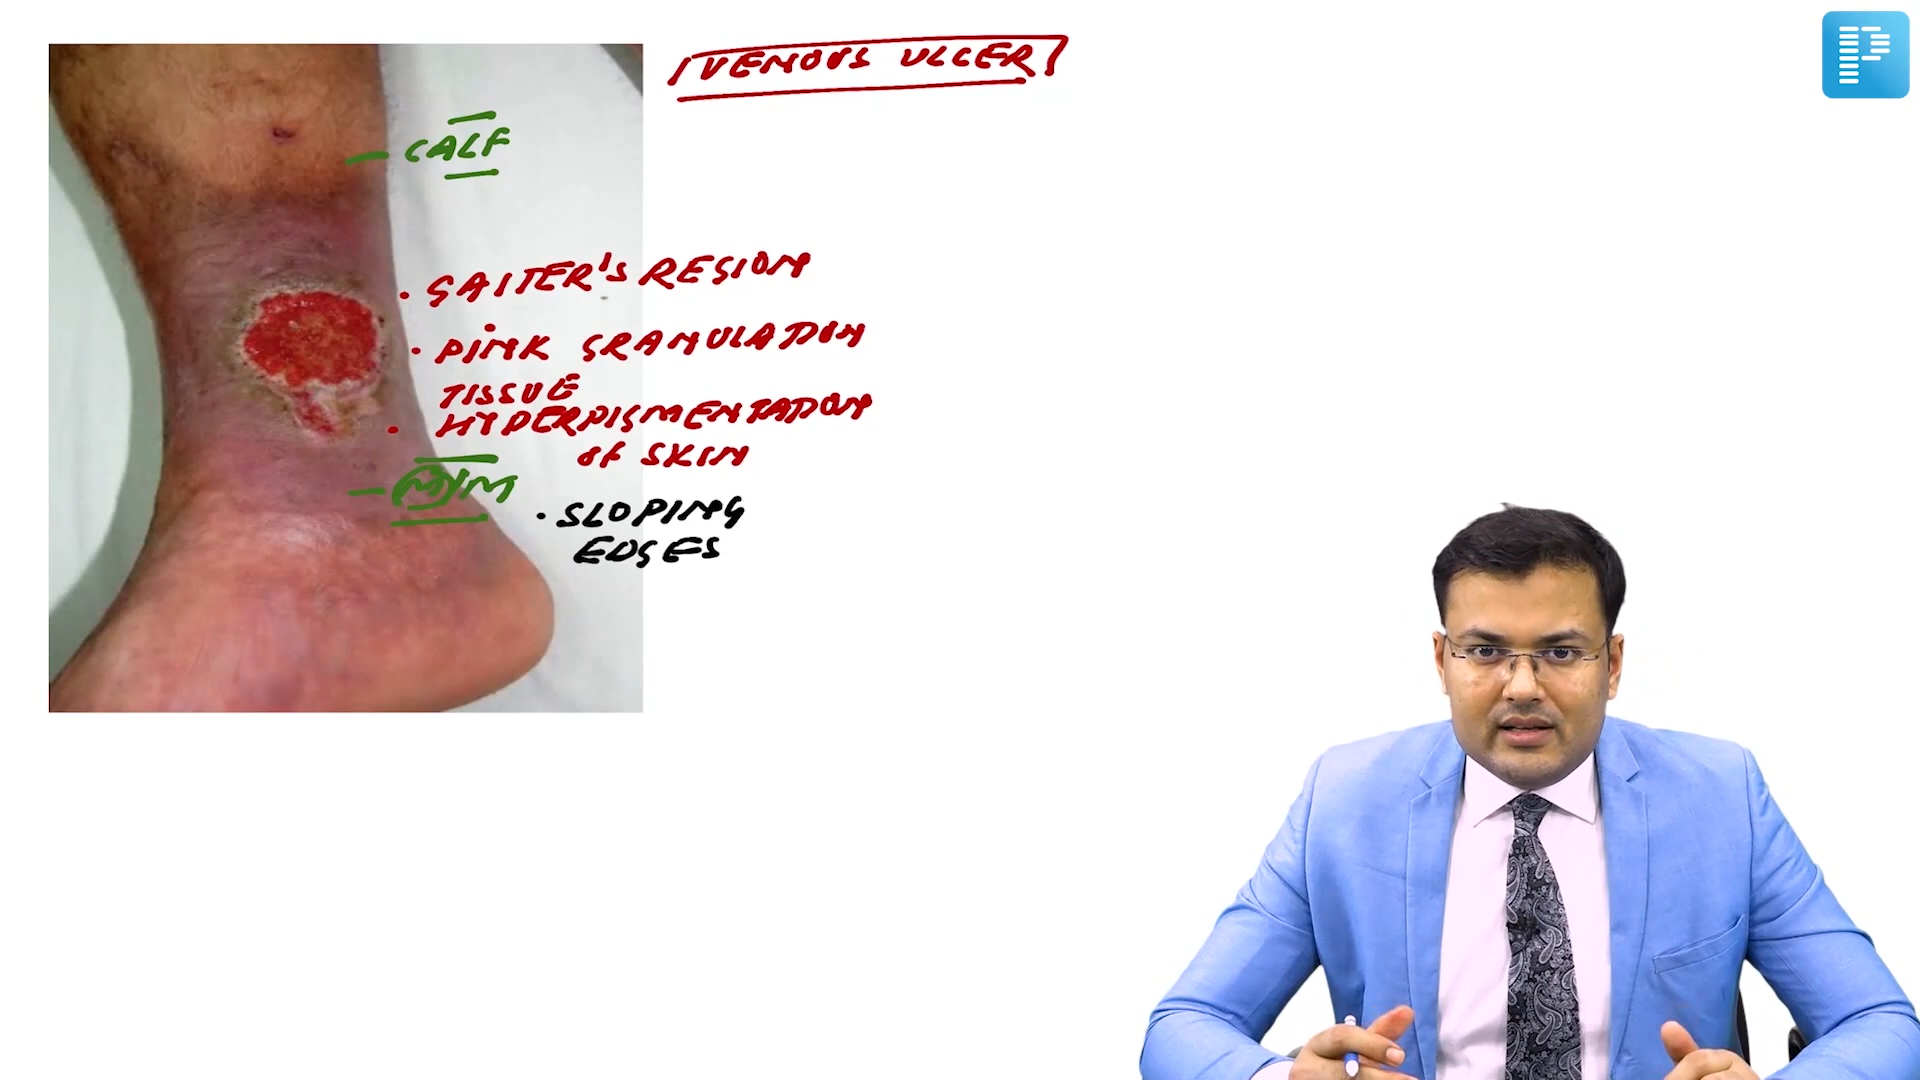 VENOUS ULCER
CALF
• GAITER'S REGION
• PINK GRANULATION
TISSUE
• HYPERPIGMENTATION
of SKIN
M/M
• SLOPING
EDGES